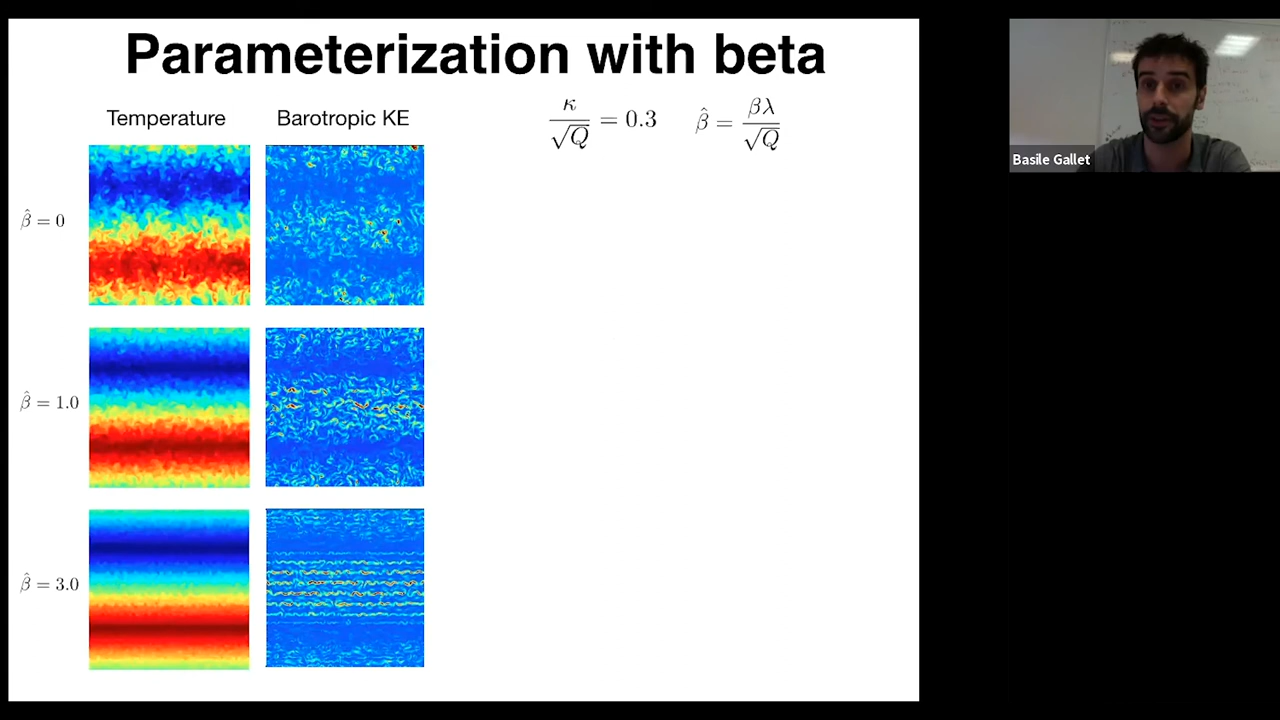 Parameterization with beta
Temperature
Barotropic KE
κ/√Q = 0.3
β̂ = βλ/√Q
β̂ = 0
β̂ = 1.0
β̂ = 3.0
Basile Gallet